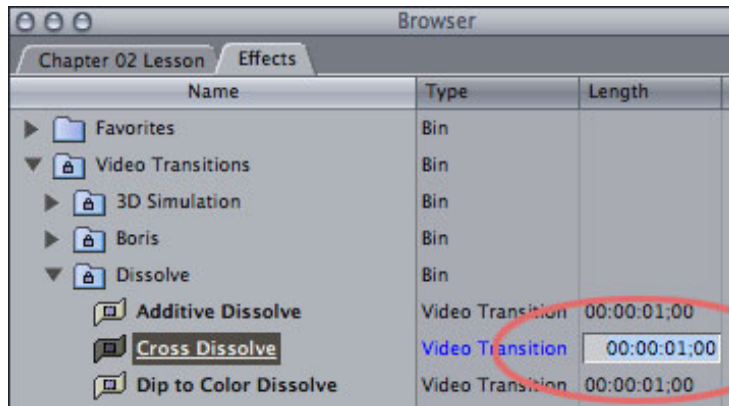 Browser
Chapter 02 Lesson Effects
Name Type Length
Favorites Bin
Video Transitions Bin
3D Simulation Bin
Boris Bin
Dissolve Bin
Additive Dissolve Video Transition 00:00:01;00
Cross Dissolve Video Transition 00:00:01;00
Dip to Color Dissolve Video Transition 00:00:01;00